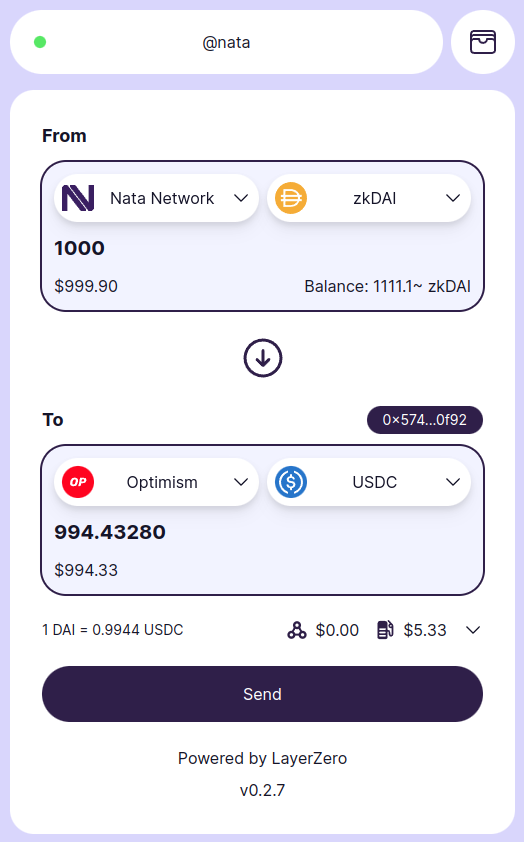 @nata
From
Nata Network zkDAI
1000
$999.90 Balance: 1111.1~ zkDAI
To 0×574...0f92
OP Optimism USDC
994.43280
$994.33
1 DAI = 0.9944 USDC $0.00 $5.33
Send
Powered by LayerZero
v0.2.7